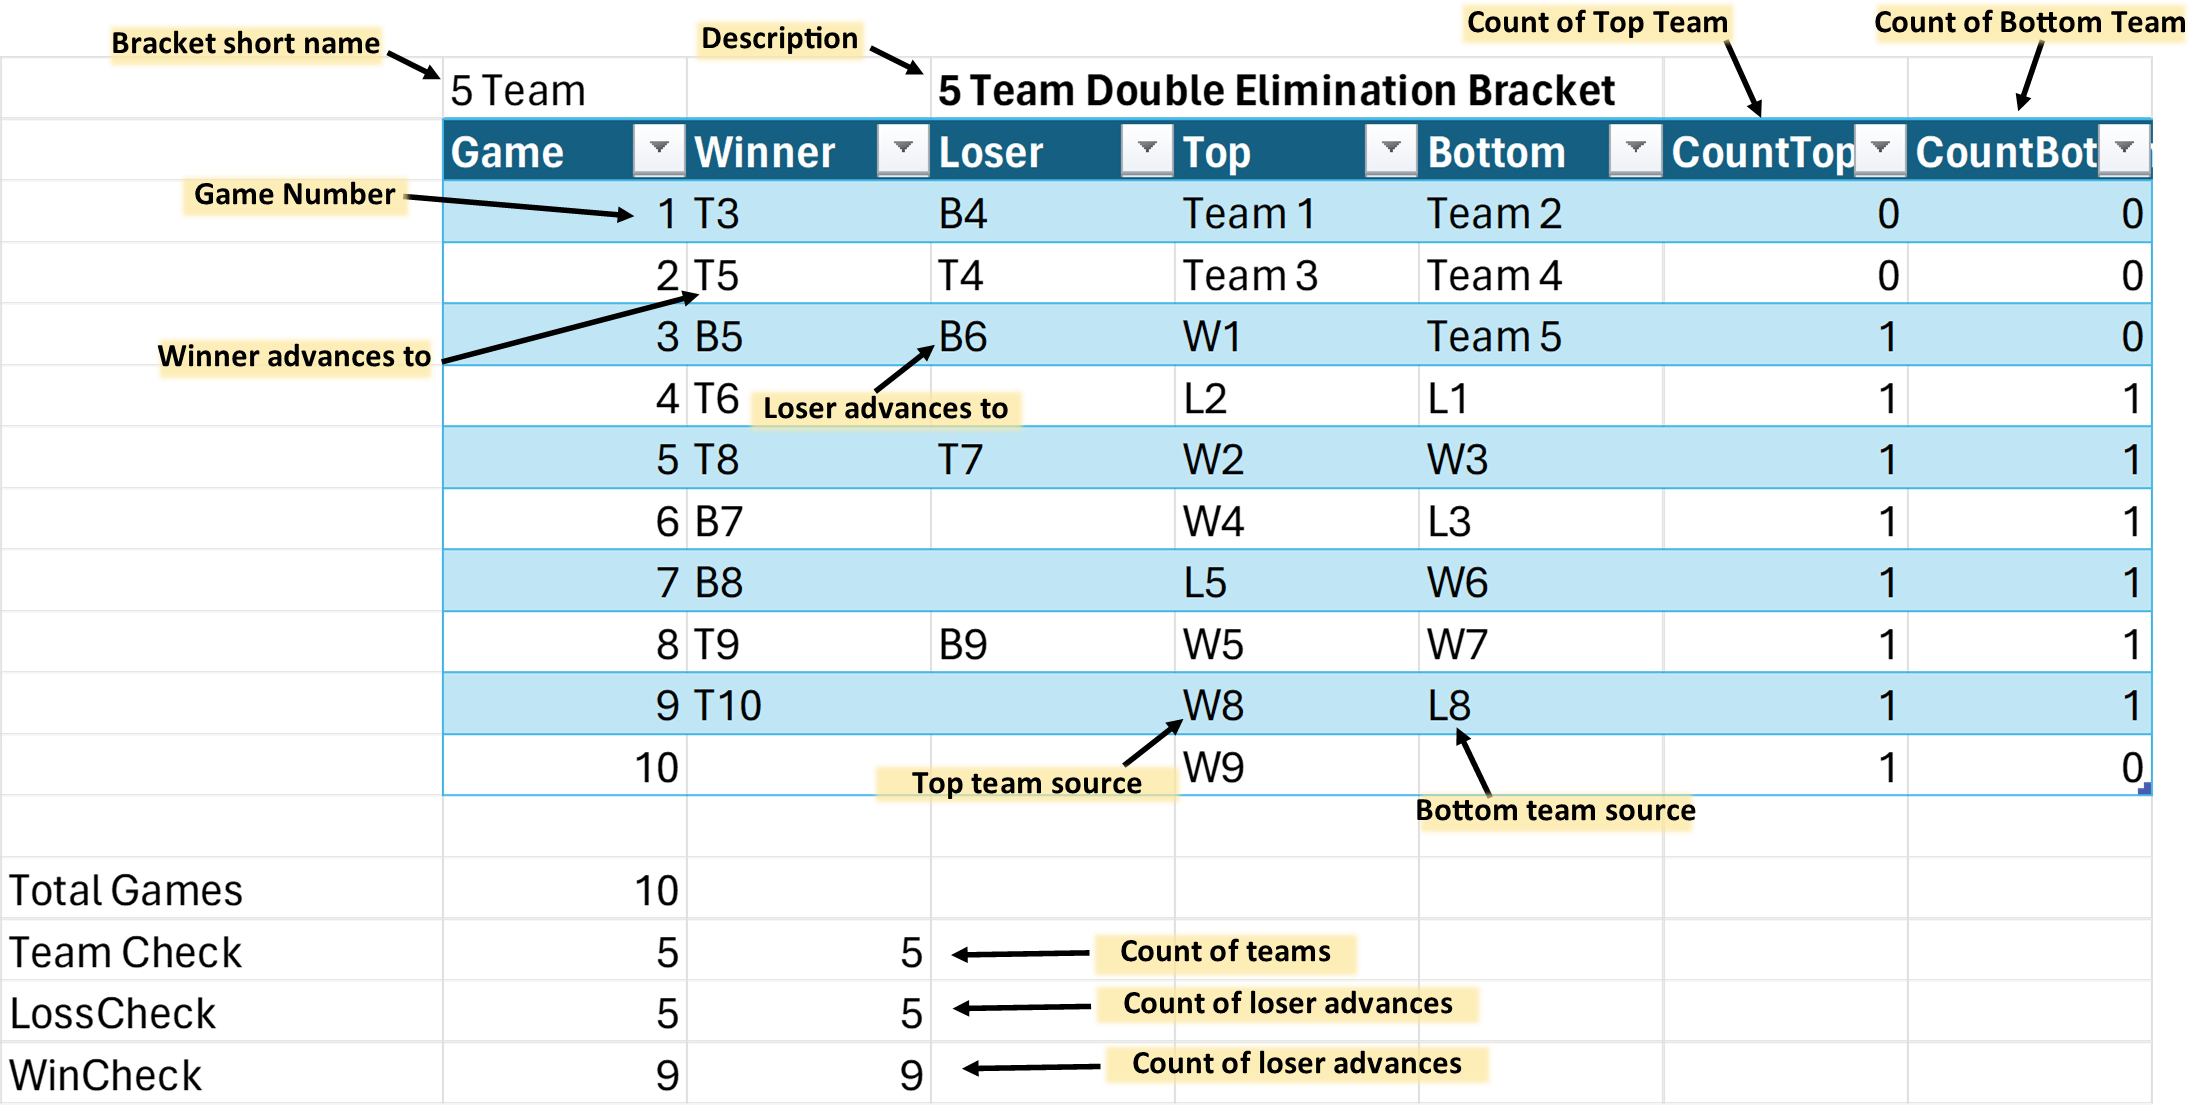 Count of Top Team Count of Bottom Team
Bracket short name Description
5 Team 5 Team Double Elimination Bracket
Game Winner Loser Top Bottom CountTop CountBot
Game Number
1 T3 B4 Team 1 Team 2 0 0
2 T5 T4 Team 3 Team 4 0 0
3 B5 B6 W1 Team 5 1 0
Winner advances to
4 T6 L2 L1 1 1
Loser advances to
5 T8 T7 W2 W3 1 1
6 B7 W4 L3 1 1
7 B8 L5 W6 1 1
8 T9 B9 W5 W7 1 1
9 T10 W8 L8 1 1
10 W9 1 0
Top team source
Bottom team source
Total Games 10
Team Check 5 5 Count of teams
LossCheck 5 5 Count of loser advances
WinCheck 9 9 Count of loser advances